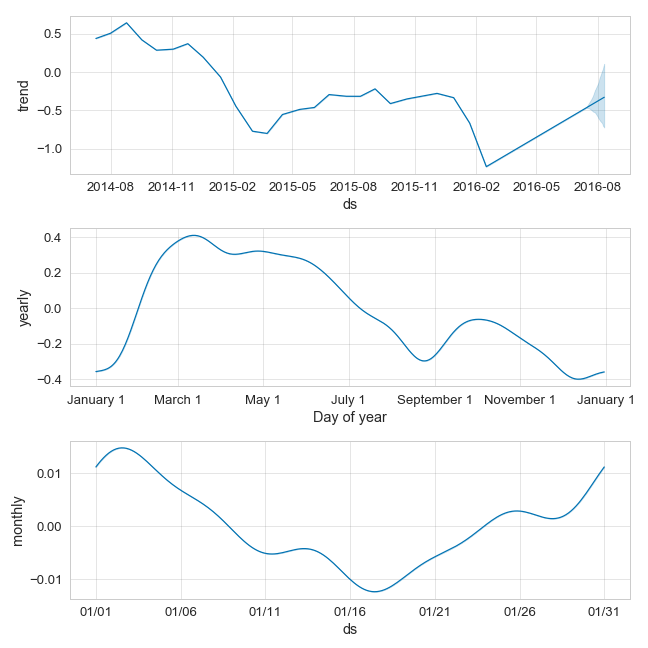 0.5
0.0
−0.5
−1.0
trend
2014-08 2014-11 2015-02 2015-05 2015-08 2015-11 2016-02 2016-05 2016-08
ds
0.4
0.2
0.0
−0.2
−0.4
yearly
January 1 March 1 May 1 July 1 September 1 November 1 January 1
Day of year
0.01
0.00
−0.01
monthly
01/01 01/06 01/11 01/16 01/21 01/26 01/31
ds